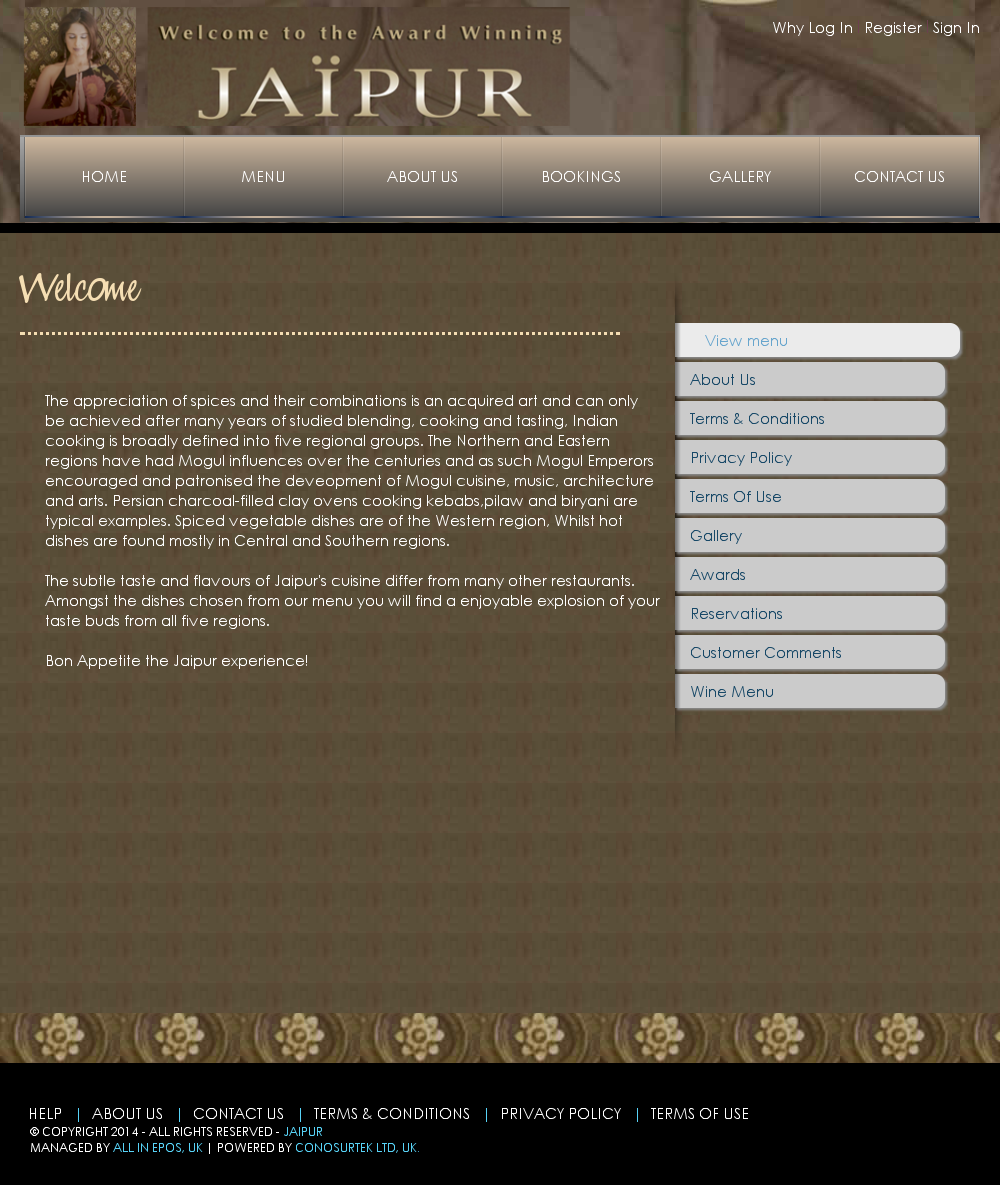 Welcome to the Award Winning
JAÏPUR
Why Log In Register Sign In
HOME MENU ABOUT US BOOKINGS GALLERY CONTACT US
Welcome
The appreciation of spices and their combinations is an acquired art and can only
be achieved after many years of studied blending, cooking and tasting, Indian
cooking is broadly defined into five regional groups. The Northern and Eastern
regions have had Mogul influences over the centuries and as such Mogul Emperors
encouraged and patronised the deveopment of Mogul cuisine, music, architecture
and arts. Persian charcoal-filled clay ovens cooking kebabs,pilaw and biryani are
typical examples. Spiced vegetable dishes are of the Western region, Whilst hot
dishes are found mostly in Central and Southern regions.
The subtle taste and flavours of Jaipur's cuisine differ from many other restaurants.
Amongst the dishes chosen from our menu you will find a enjoyable explosion of your
taste buds from all five regions.
Bon Appetite the Jaipur experience!
View menu
About Us
Terms & Conditions
Privacy Policy
Terms Of Use
Gallery
Awards
Reservations
Customer Comments
Wine Menu
HELP | ABOUT US | CONTACT US | TERMS & CONDITIONS | PRIVACY POLICY | TERMS OF USE
© COPYRIGHT 2014 - ALL RIGHTS RESERVED - JAIPUR
MANAGED BY ALL IN EPOS, UK | POWERED BY CONOSURTEK LTD, UK.